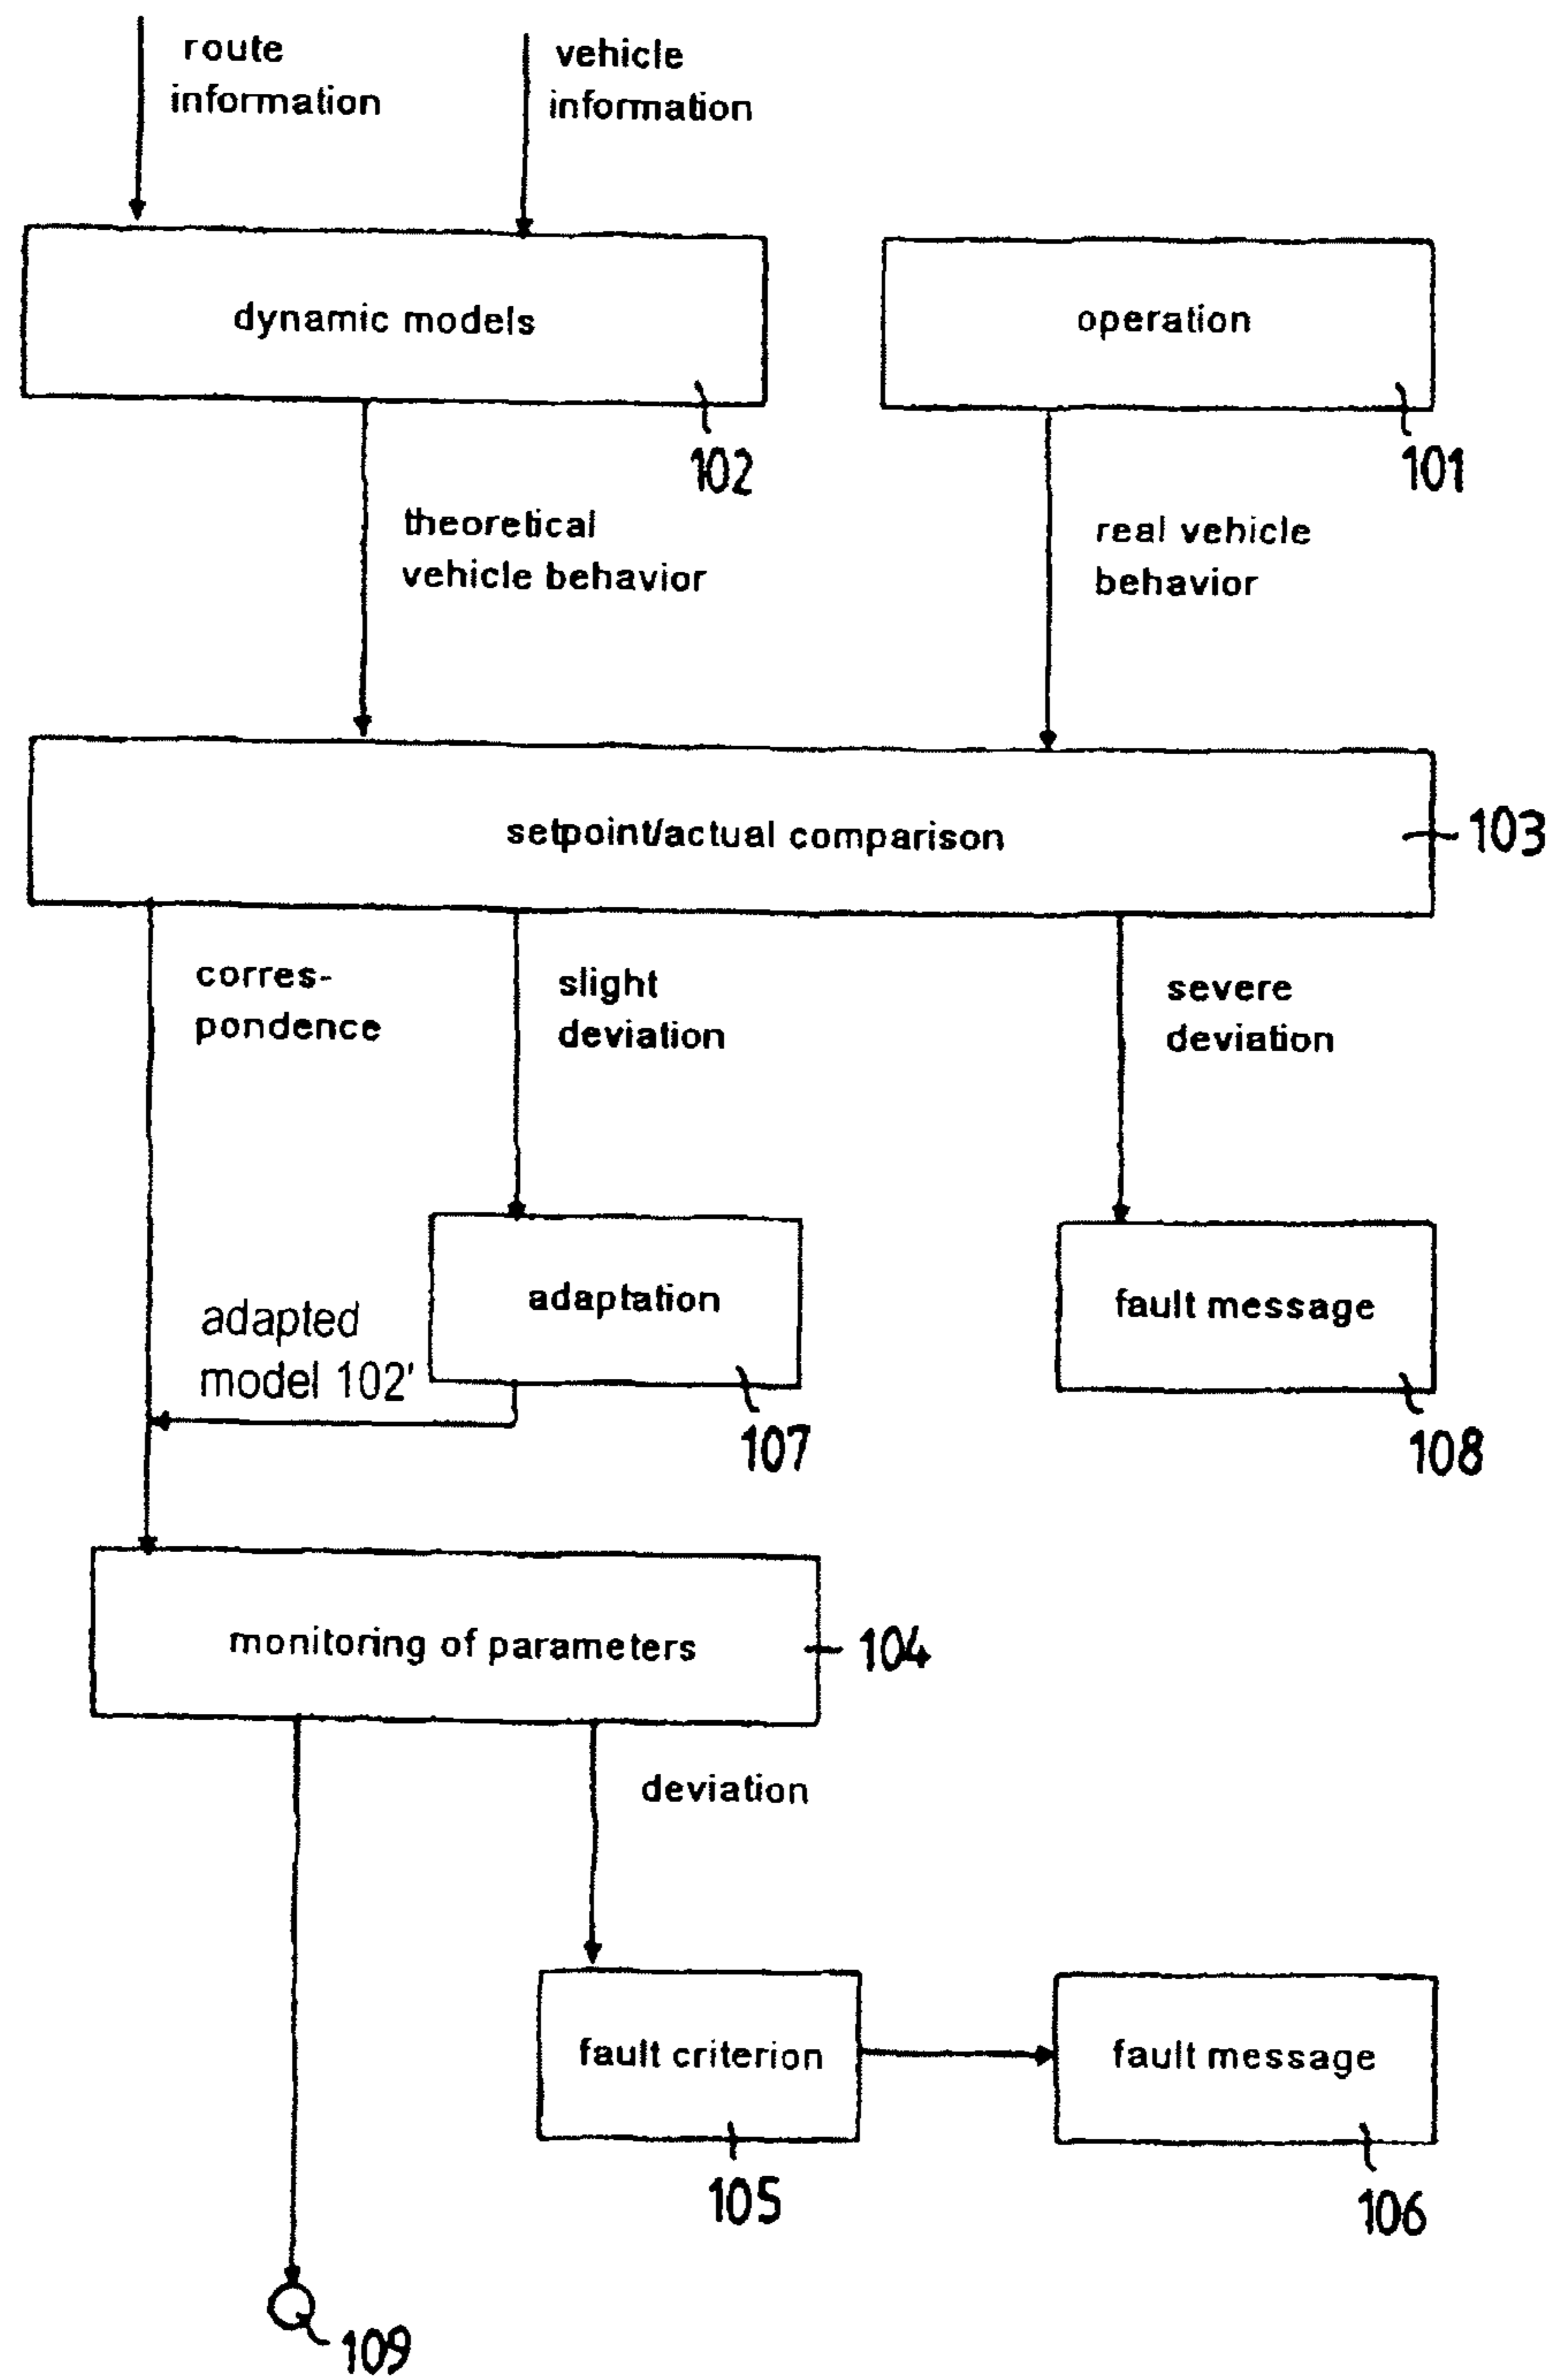 route
information
vehicle
information
dynamic models
operation
102
101
theoretical
vehicle behavior
real vehicle
behavior
setpoint/actual comparison
103
corres-
pondence
slight
deviation
severe
deviation
adaptation
fault message
adapted
model 102'
107
108
monitoring of parameters
104
deviation
fault criterion
fault message
105
106
109